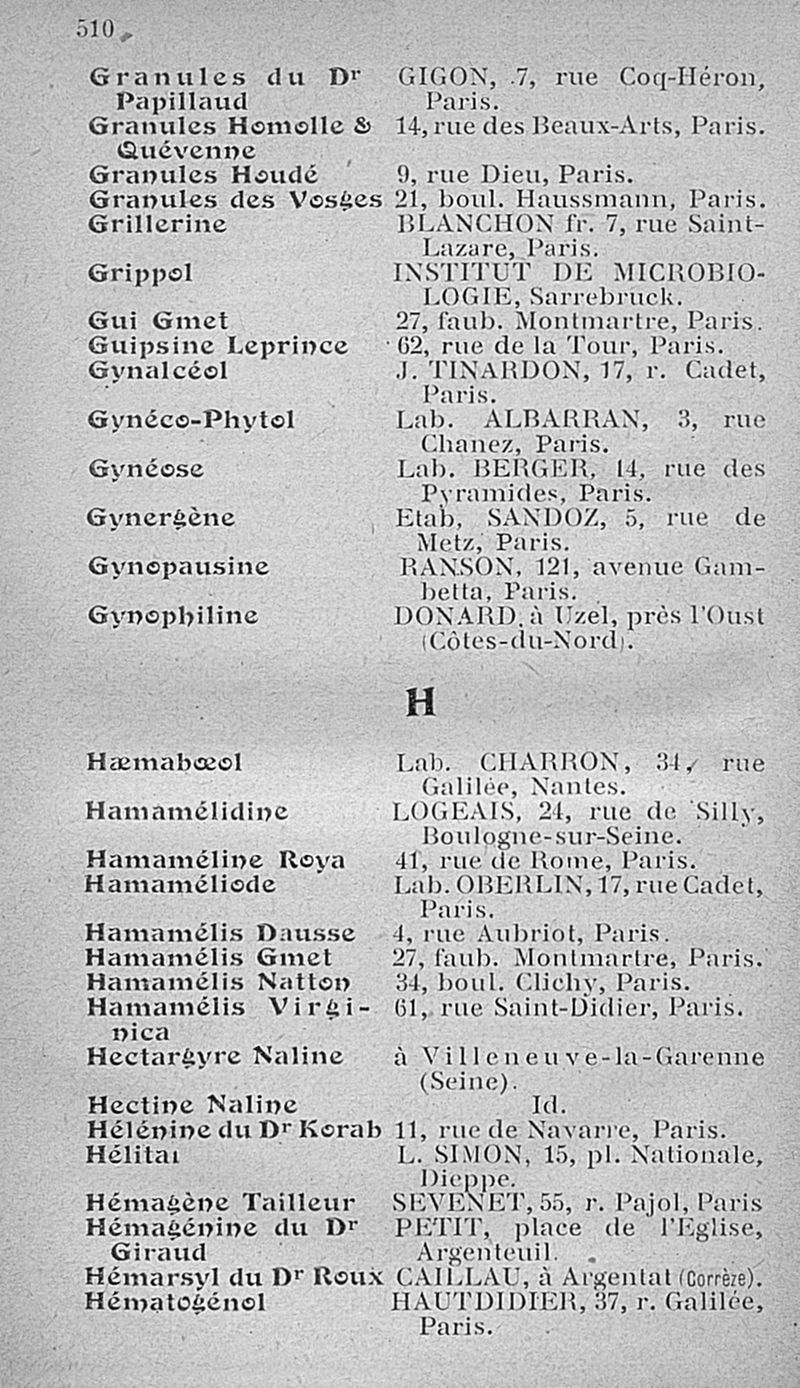 510
Granules du Dr GIGON, 7, rue Coq-Héron,
Papillaud Paris.
Granules Homolle & 14, rue des Beaux-Arts, Paris.
Quévenne
Granules Houdé 9, rue Dieu, Paris.
Granules des Vosges 21, boul. Haussmann, Paris.
Grillerine BLANCHON fr. 7, rue Saint-
Lazare, Paris.
Grippol INSTITUT DE MICROBIO-
LOGIE, Sarrebruck.
Gui Gmet 27, faub. Montmartre, Paris.
Guipsine Leprince 62, rue de la Tour, Paris.
Gynalcéol J. TINARDON, 17, r. Cadet,
Paris.
Gynéco-Phytol Lab. ALBARRAN, 3, rue
Chanez, Paris.
Gynéose Lab. BERGER, 14, rue des
Pyramides, Paris.
Gynergène Etab, SANDOZ, 5, rue de
Metz, Paris.
Gynopausine RANSON, 121, avenue Gam-
betta, Paris.
Gynophiline DONARD, à Uzel, près l'Oust
(Côtes-du-Nord).
H
Hæmabœol Lab. CHARRON, 34, rue
Galilée, Nantes.
Hamamélidine LOGEAIS, 24, rue de Silly,
Boulogne-sur-Seine.
Hamaméline Roya 41, rue de Rome, Paris.
Hamaméliode Lab. OBERLIN, 17, rue Cadet,
Paris.
Hamamélis Dausse 4, rue Aubriot, Paris.
Hamamélis Gmet 27, faub. Montmartre, Paris.
Hamamélis Natton 34, boul. Clichy, Paris.
Hamamélis Virgi- 61, rue Saint-Didier, Paris.
nica
Hectargyre Naline à Villeneuve-la-Garenne
(Seine).
Hectine Naline Id.
Hélénine du Dr Korab 11, rue de Navarre, Paris.
Hélitai L. SIMON, 15, pl. Nationale,
Dieppe.
Hémagène Tailleur SEVENET, 55, r. Pajol, Paris
Hémagénine du Dr PETIT, place de l'Eglise,
Giraud Argenteuil.
Hémarsyl du Dr Roux CAILLAU, à Argentat (Corrèze).
Hématogénol HAUTDIDIER, 37, r. Galilée,
Paris.